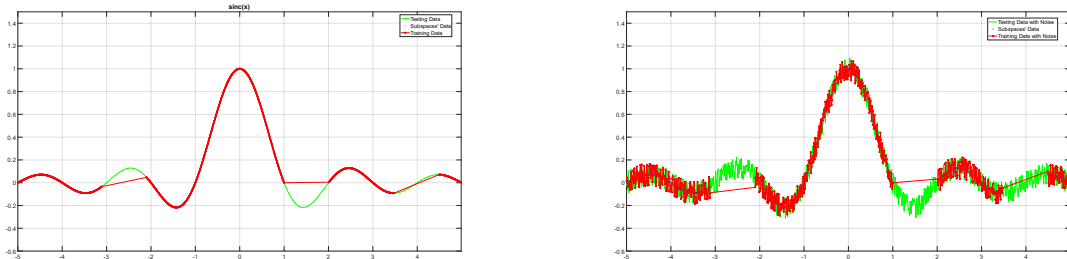 sinc(x)
Testing Data
Subspaces' Data
Training Data
1.4
1.2
1
0.8
0.6
0.4
0.2
0
-0.2
-0.4
-0.6
-5 -4 -3 -2 -1 0 1 2 3 4 5
Testing Data with Noise
Subspaces' Data
Training Data with Noise
1.4
1.2
1
0.8
0.6
0.4
0.2
0
-0.2
-0.4
-0.6
-5 -4 -3 -2 -1 0 1 2 3 4